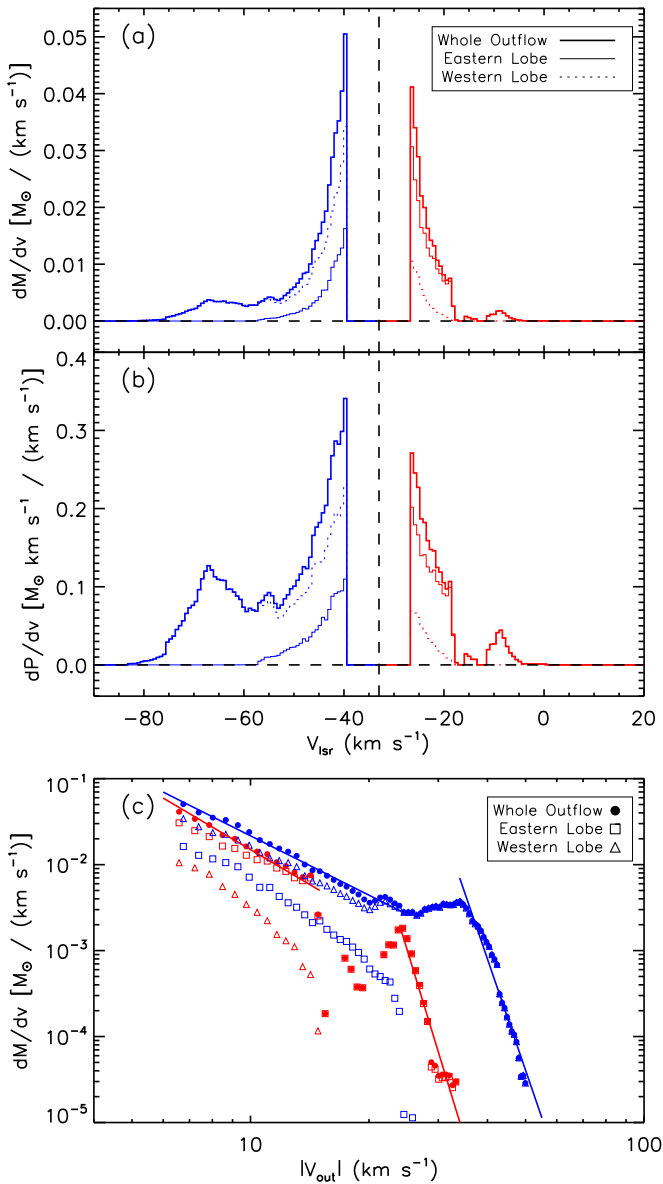 (a)
Whole Outflow
Eastern Lobe
Western Lobe
0.05
0.04
0.03
0.02
0.01
0.00
dM/dv [M⊙ / (km s⁻¹)]
(b)
0.4
0.3
0.2
0.1
0.0
dP/dv [M⊙ km s⁻¹ / (km s⁻¹)]
−80 −60 −40 −20 0 20
Vlsr (km s⁻¹)
(c)
Whole Outflow
Eastern Lobe
Western Lobe
10⁻¹
10⁻²
10⁻³
10⁻⁴
10⁻⁵
dM/dv [M⊙ / (km s⁻¹)]
10 100
|Vout| (km s⁻¹)